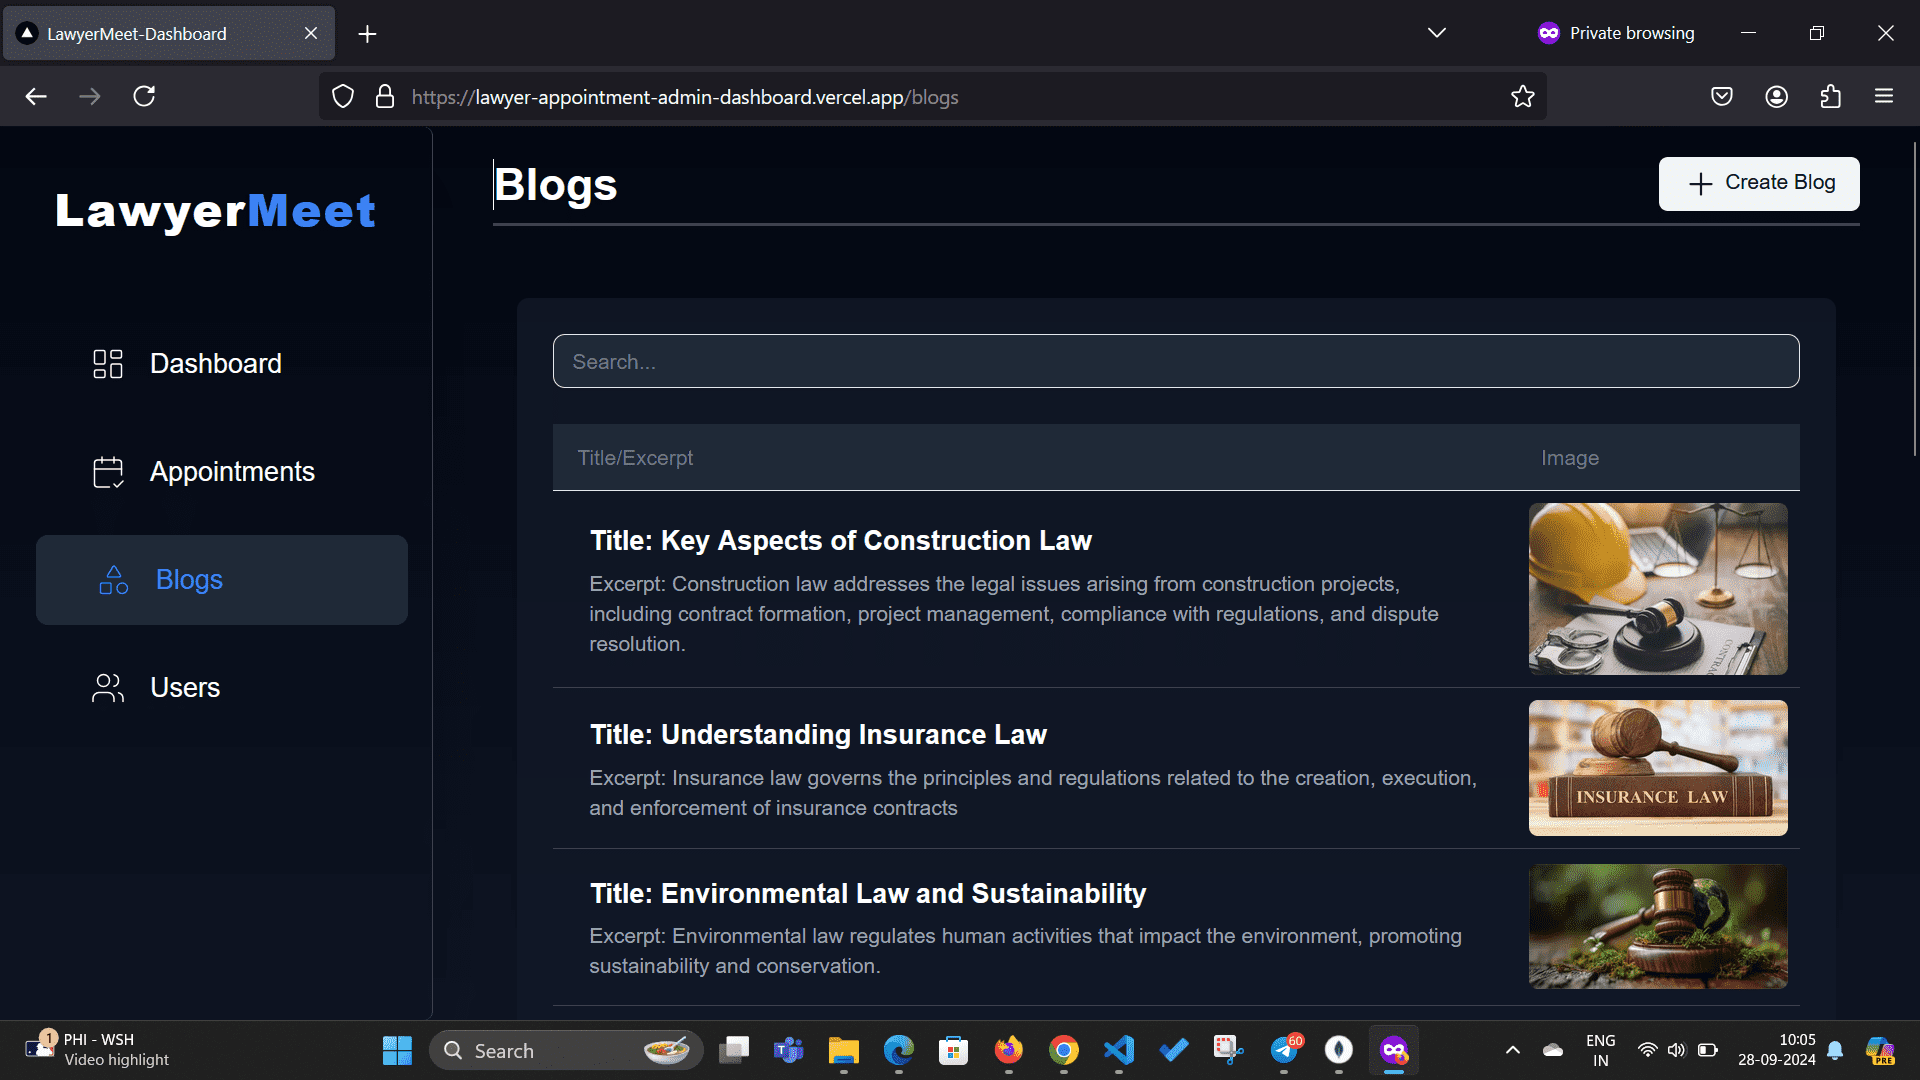 LawyerMeet-Dashboard
Private browsing
https://lawyer-appointment-admin-dashboard.vercel.app/blogs
LawyerMeet
Dashboard
Appointments
Blogs
Users
Blogs
Create Blog
Search...
Title/Excerpt
Image
Title: Key Aspects of Construction Law
Excerpt: Construction law addresses the legal issues arising from construction projects,
including contract formation, project management, compliance with regulations, and dispute
resolution.
Title: Understanding Insurance Law
Excerpt: Insurance law governs the principles and regulations related to the creation, execution,
and enforcement of insurance contracts
INSURANCE LAW
Title: Environmental Law and Sustainability
Excerpt: Environmental law regulates human activities that impact the environment, promoting
sustainability and conservation.
1
PHI - WSH
Video highlight
Search
60
ENG
IN
10:05
28-09-2024
PRE